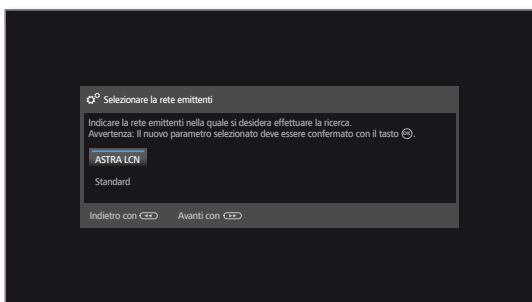 Selezionare la rete emittenti
Indicare la rete emittenti nella quale si desidera effettuare la ricerca.
Avvertenza: Il nuovo parametro selezionato deve essere confermato con il tasto OK.
ASTRA LCN
Standard
Indietro con Avanti con